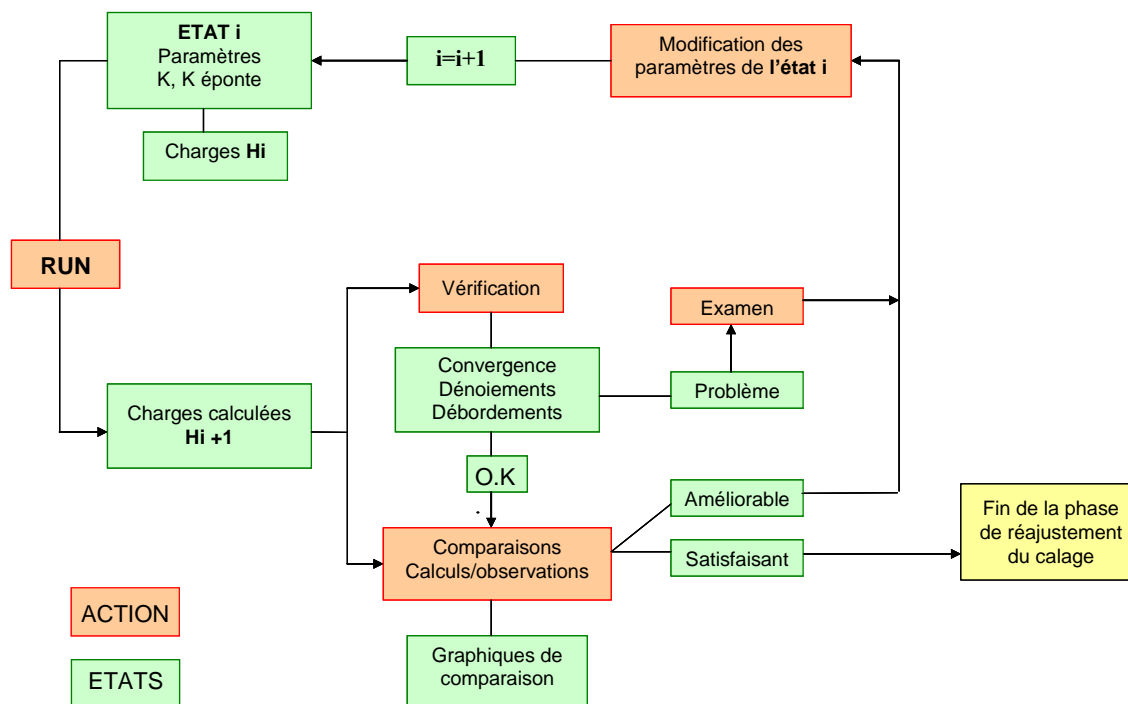 ETAT i
Paramètres
K, K éponte
i=i+1
Modification des
paramètres de l'état i
Charges Hi
RUN
Vérification
Examen
Convergence
Dénoiements
Débordements
Problème
Charges calculées
Hi +1
O.K
Améliorable
Comparaisons
Calculs/observations
Satisfaisant
Fin de la phase
de réajustement
du calage
ACTION
Graphiques de
comparaison
ETATS